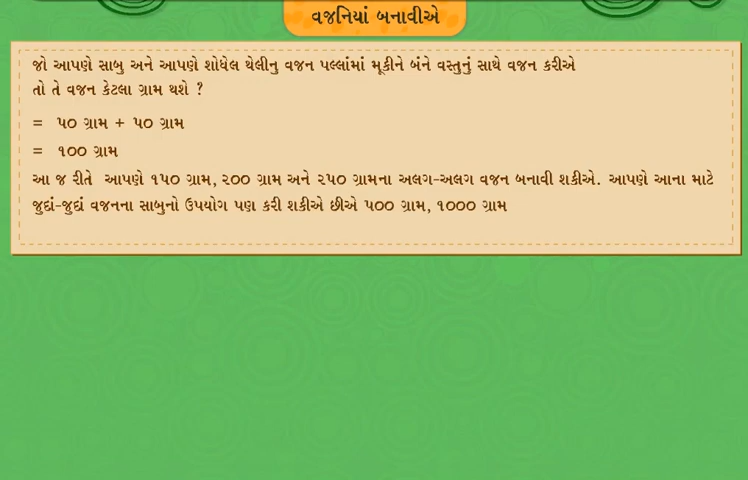 વજનિયાં બનાવીએ
જો આપણે સાબુ અને આપણે શોધેલ થેલીનુ વજન પલ્લાંમાં મૂકીને બંને વસ્તુનું સાથે વજન કરીએ
તો તે વજન કેટલા ગ્રામ થશે ?
= ૫૦ ગ્રામ + ૫૦ ગ્રામ
= ૧૦૦ ગ્રામ
આ જ રીતે આપણે ૧૫૦ ગ્રામ, ૨૦૦ ગ્રામ અને ૨૫૦ ગ્રામના અલગ-અલગ વજન બનાવી શકીએ. આપણે આના માટે
જુદાં-જુદાં વજનના સાબુનો ઉપયોગ પણ કરી શકીએ છીએ ૫૦૦ ગ્રામ, ૧૦૦૦ ગ્રામ